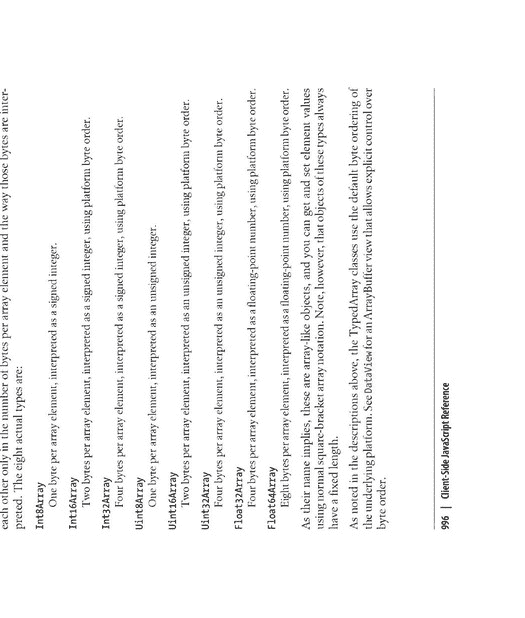 each other only in the number of bytes per array element and the way those bytes are inter-
preted. The eight actual types are:
Int8Array
One byte per array element, interpreted as a signed integer.
Int16Array
Two bytes per array element, interpreted as a signed integer, using platform byte order.
Int32Array
Four bytes per array element, interpreted as a signed integer, using platform byte order.
Uint8Array
One byte per array element, interpreted as an unsigned integer.
Uint16Array
Two bytes per array element, interpreted as an unsigned integer, using platform byte order.
Uint32Array
Four bytes per array element, interpreted as an unsigned integer, using platform byte order.
Float32Array
Four bytes per array element, interpreted as a floating-point number, using platform byte order.
Float64Array
Eight bytes per array element, interpreted as a floating-point number, using platform byte order.
As their name implies, these are array-like objects, and you can get and set element values
using normal square-bracket array notation. Note, however, that objects of these types always
have a fixed length.
As noted in the descriptions above, the TypedArray classes use the default byte ordering of
the underlying platform. See DataView for an ArrayBuffer view that allows explicit control over
byte order.
996 | Client-Side JavaScript Reference